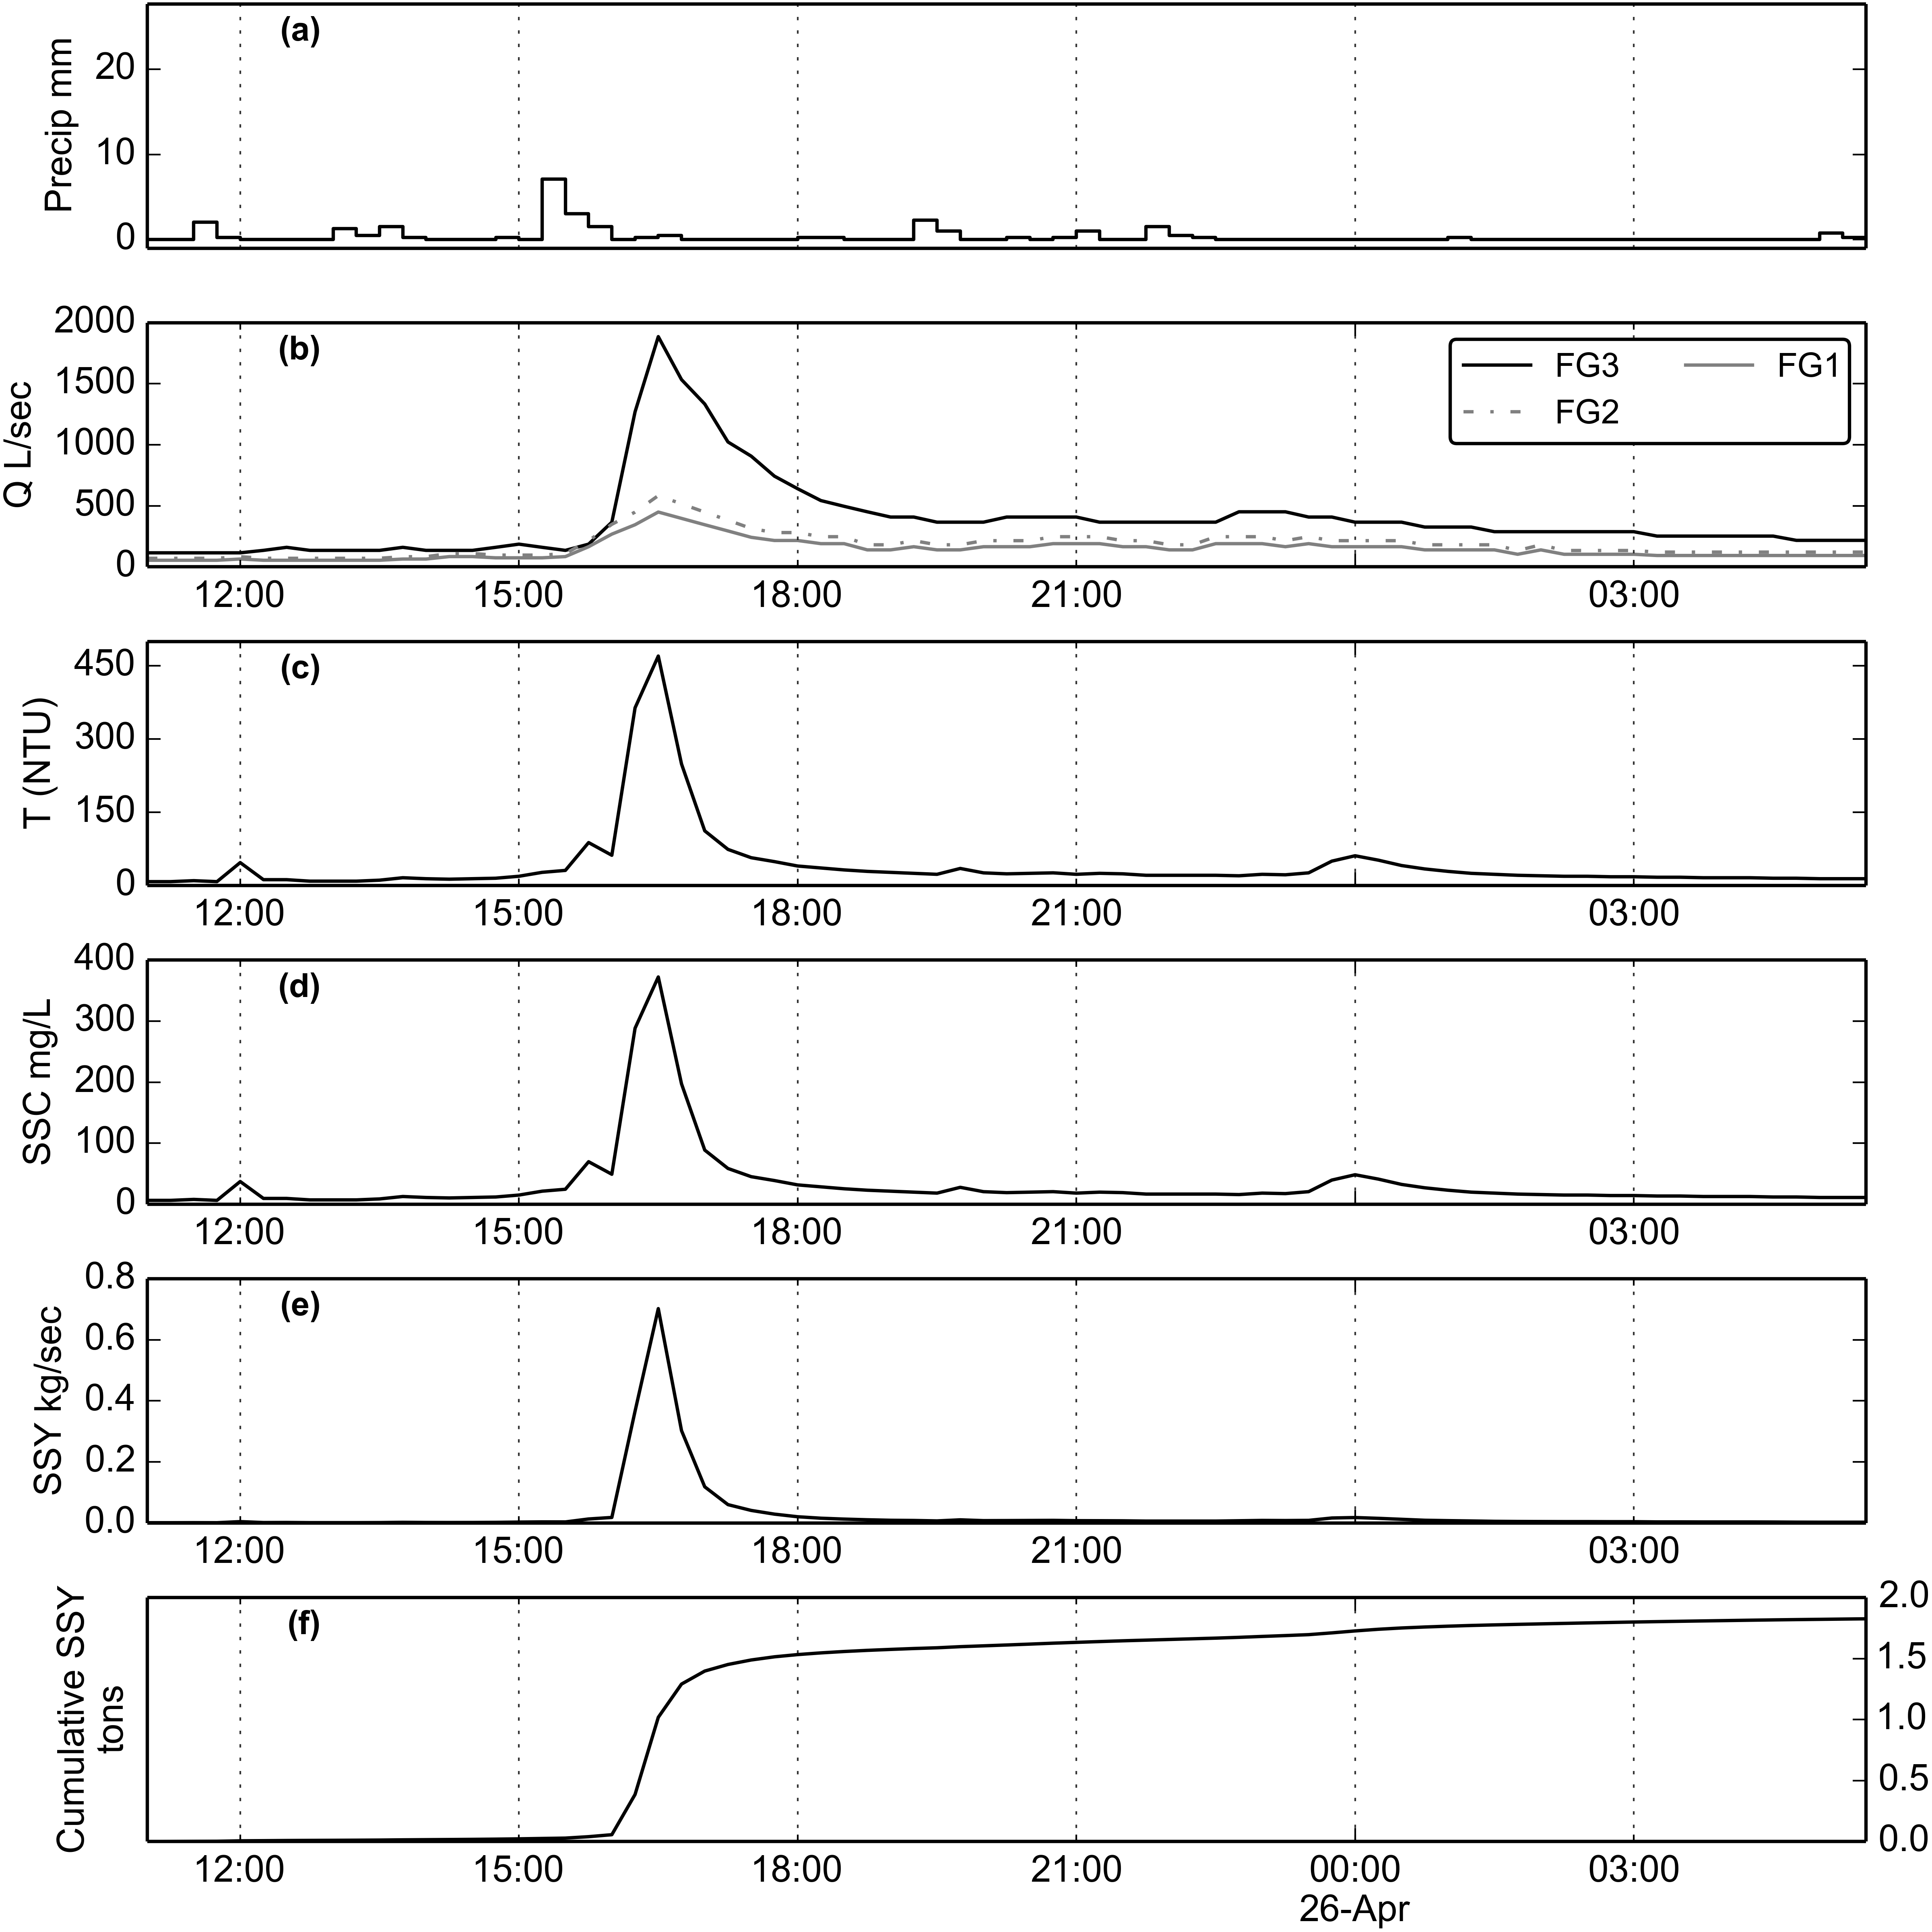 (a)
Precip mm
20
10
0
(b)
Q L/sec
2000
1500
1000
500
0
FG3 FG1
FG2
12:00 15:00 18:00 21:00 03:00
(c)
T (NTU)
450
300
150
0
12:00 15:00 18:00 21:00 03:00
(d)
SSC mg/L
400
300
200
100
0
12:00 15:00 18:00 21:00 03:00
(e)
SSY kg/sec
0.8
0.6
0.4
0.2
0.0
12:00 15:00 18:00 21:00 03:00
(f)
Cumulative SSY
tons
2.0
1.5
1.0
0.5
0.0
12:00 15:00 18:00 21:00 00:00 03:00
26-Apr